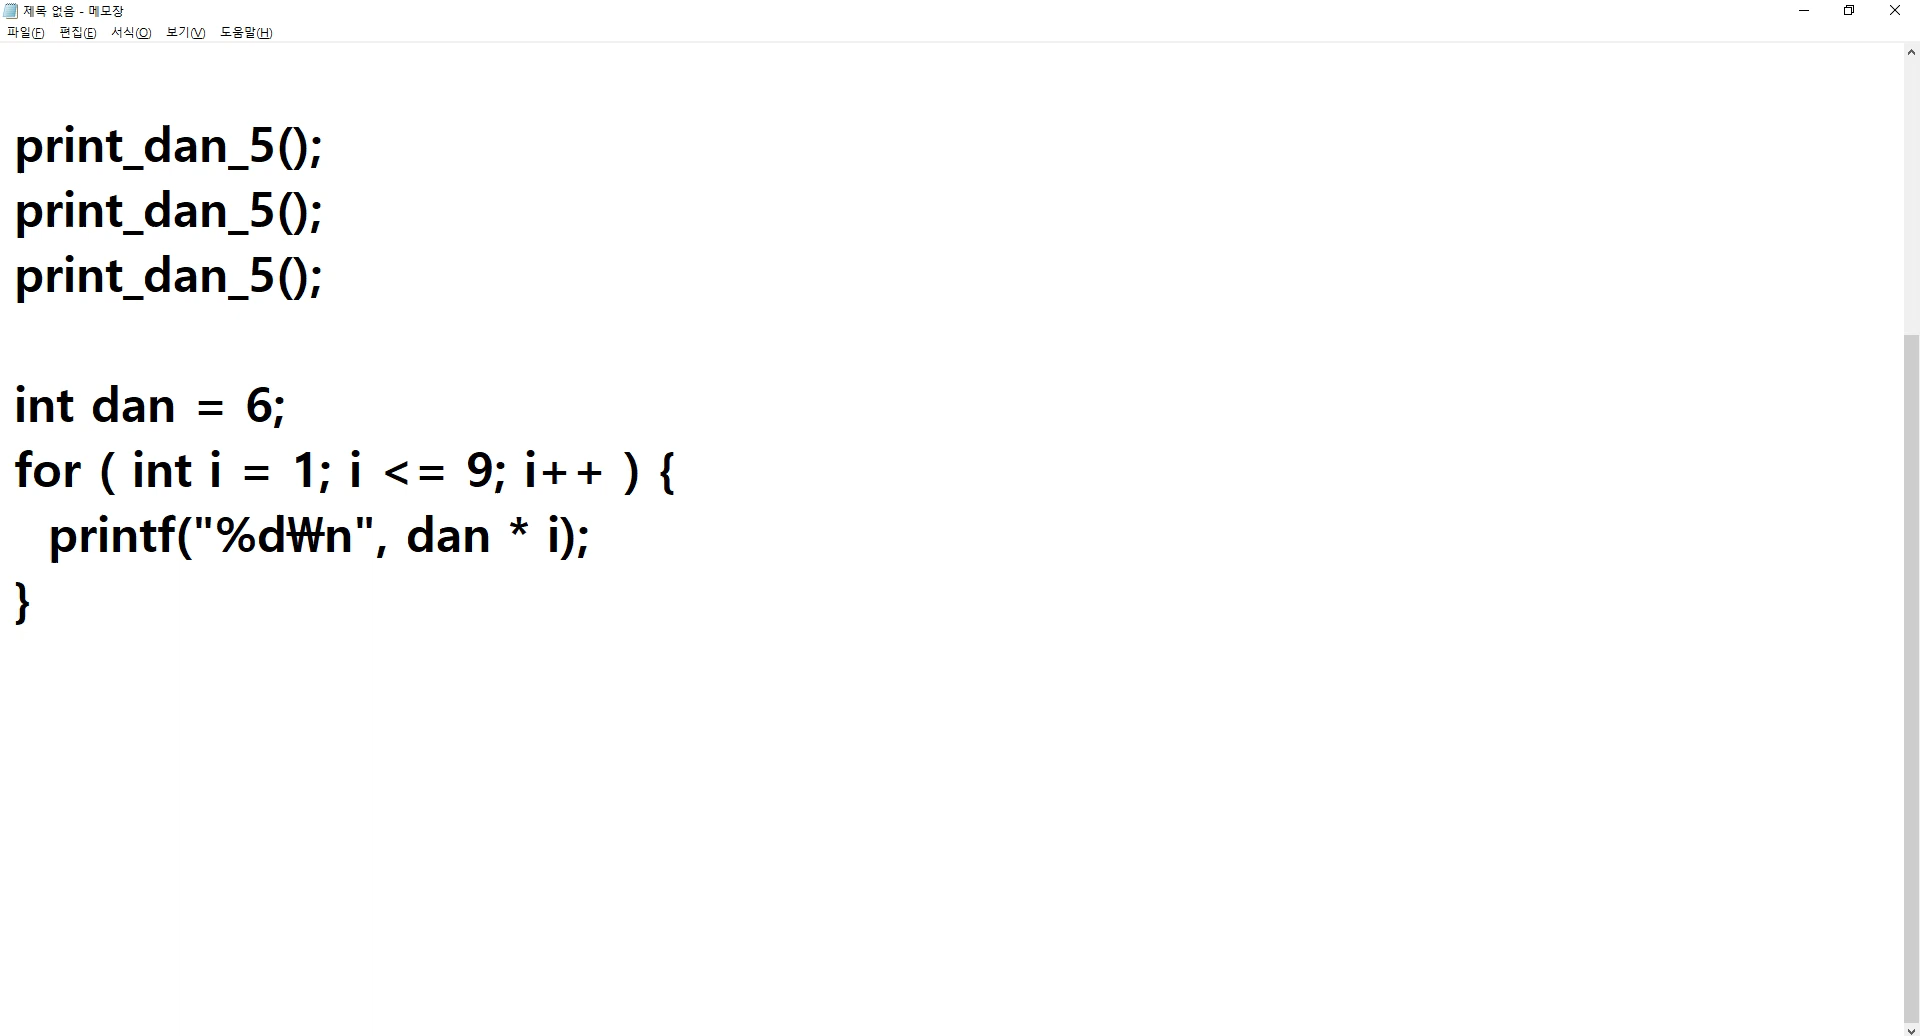 제목 없음 - 메모장
파일(F) 편집(E) 서식(O) 보기(V) 도움말(H)
print_dan_5();
print_dan_5();
print_dan_5();
int dan = 6;
for ( int i = 1; i <= 9; i++ ) {
printf("%d₩n", dan * i);
}